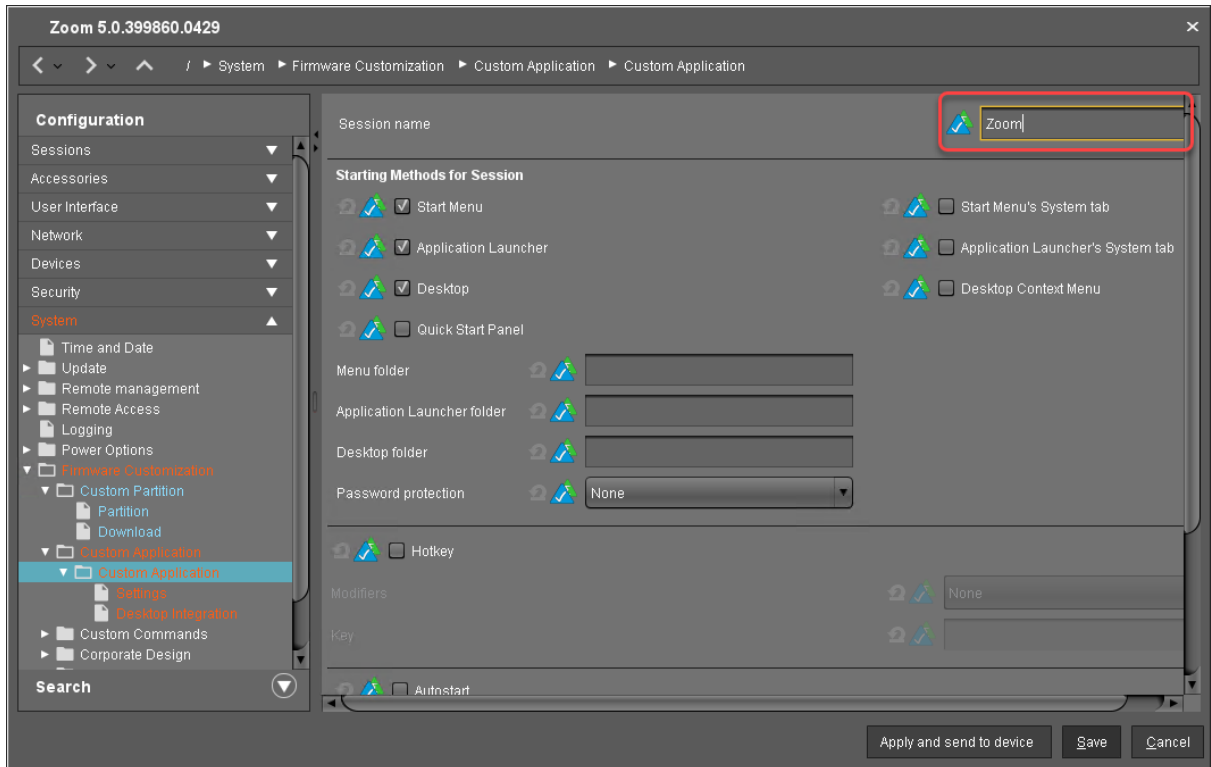 Zoom 5.0.399860.0429
/ System Firmware Customization Custom Application Custom Application
Configuration
Sessions
Accessories
User Interface
Network
Devices
Security
System
Time and Date
Update
Remote management
Remote Access
Logging
Power Options
Firmware Customization
Custom Partition
Partition
Download
Custom Application
Custom Application
Settings
Desktop Integration
Custom Commands
Corporate Design
Search
Session name Zoom
Starting Methods for Session
Start Menu Start Menu's System tab
Application Launcher Application Launcher's System tab
Desktop Desktop Context Menu
Quick Start Panel
Menu folder
Application Launcher folder
Desktop folder
Password protection None
Hotkey
Modifiers None
Key
Autostart
Apply and send to device Save Cancel